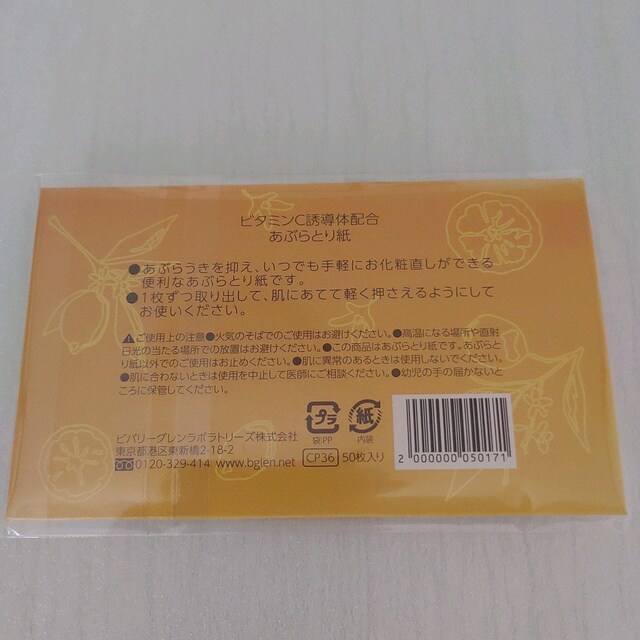 ビタミンC誘導体配合
あぶらとり紙
●あぶらうきを抑え、いつでも手軽にお化粧直しができる
便利なあぶらとり紙です。
●1枚ずつ取り出して、肌にあてて軽く押さえるようにして
お使いください。
⚠ご使用上の注意●火気のそばでのご使用はお避けください。●高温になる場所や直射
日光の当たる場所での放置はお避けください。●この商品はあぶらとり紙です。あぶらと
り紙以外でのご使用はお止めください。●肌に異常のあるときは使用しないでください。
●肌に合わないときは使用を中止して医師にご相談ください。●幼児の手の届かないと
ころに保管してください。
プラ
袋:PP
紙
内装
ビバリーグレンラボラトリーズ株式会社
東京都港区東新橋2-18-2
0120-329-414 www.bglen.net
CP36 50枚入り
2 000000 050171